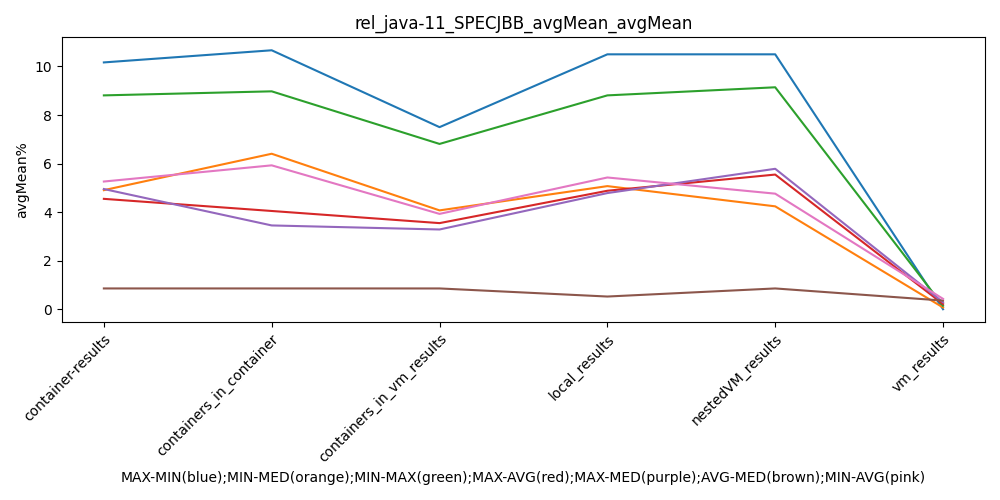 rel_java-11_SPECJBB_avgMean_avgMean
avgMean%
10
8
6
4
2
0
container-results
containers_in_container
containers_in_vm_results
local_results
nestedVM_results
vm_results
MAX-MIN(blue);MIN-MED(orange);MIN-MAX(green);MAX-AVG(red);MAX-MED(purple);AVG-MED(brown);MIN-AVG(pink)